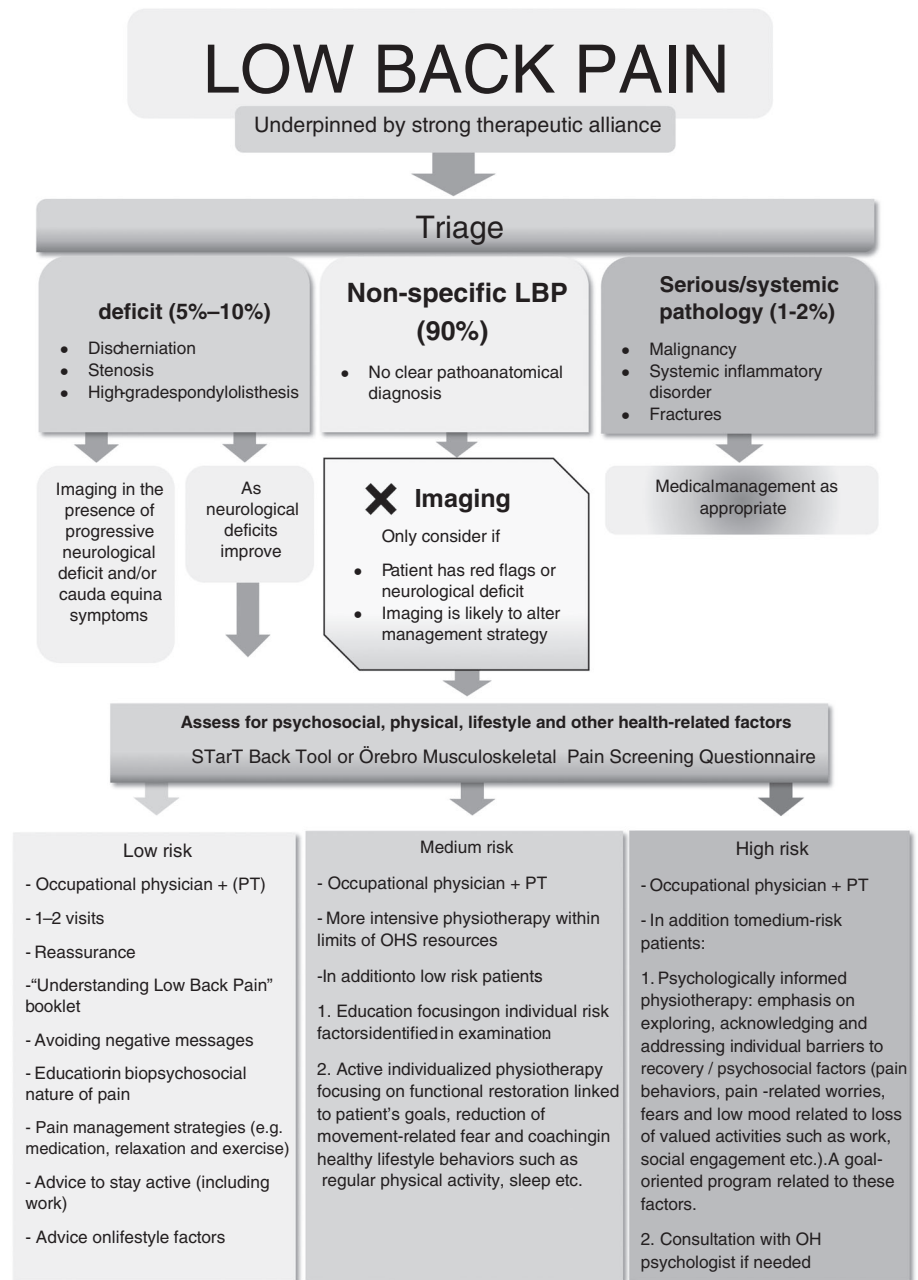 LOW BACK PAIN
Underpinned by strong therapeutic alliance
Triage
deficit (5%–10%)
● Discherniation
● Stenosis
● High-gradespondylolisthesis
Non-specific LBP
(90%)
● No clear pathoanatomical
diagnosis
Serious/systemic
pathology (1-2%)
● Malignancy
● Systemic inflammatory
disorder
● Fractures
Imaging in the
presence of
progressive
neurological
deficit and/or
cauda equina
symptoms
As
neurological
deficits
improve
✕ Imaging
Only consider if
● Patient has red flags or
neurological deficit
● Imaging is likely to alter
management strategy
Medicalmanagement as
appropriate
Assess for psychosocial, physical, lifestyle and other health-related factors
STarT Back Tool or Örebro Musculoskeletal Pain Screening Questionnaire
Low risk
- Occupational physician + (PT)
- 1–2 visits
- Reassurance
-“Understanding Low Back Pain”
booklet
- Avoiding negative messages
- Educationin biopsychosocial
nature of pain
- Pain management strategies (e.g.
medication, relaxation and exercise)
- Advice to stay active (including
work)
- Advice onlifestyle factors
Medium risk
- Occupational physician + PT
- More intensive physiotherapy within
limits of OHS resources
-In additionto low risk patients
1. Education focusingon individual risk
factorsidentified in examination.
2. Active individualized physiotherapy
focusing on functional restoration linked
to patient’s goals, reduction of
movement-related fear and coachingin
healthy lifestyle behaviors such as
regular physical activity, sleep etc.
High risk
- Occupational physician + PT
- In addition tomedium-risk
patients:
1. Psychologically informed
physiotherapy: emphasis on
exploring, acknowledging and
addressing individual barriers to
recovery / psychosocial factors (pain
behaviors, pain -related worries,
fears and low mood related to loss
of valued activities such as work,
social engagement etc.).A goal-
oriented program related to these
factors.
2. Consultation with OH
psychologist if needed